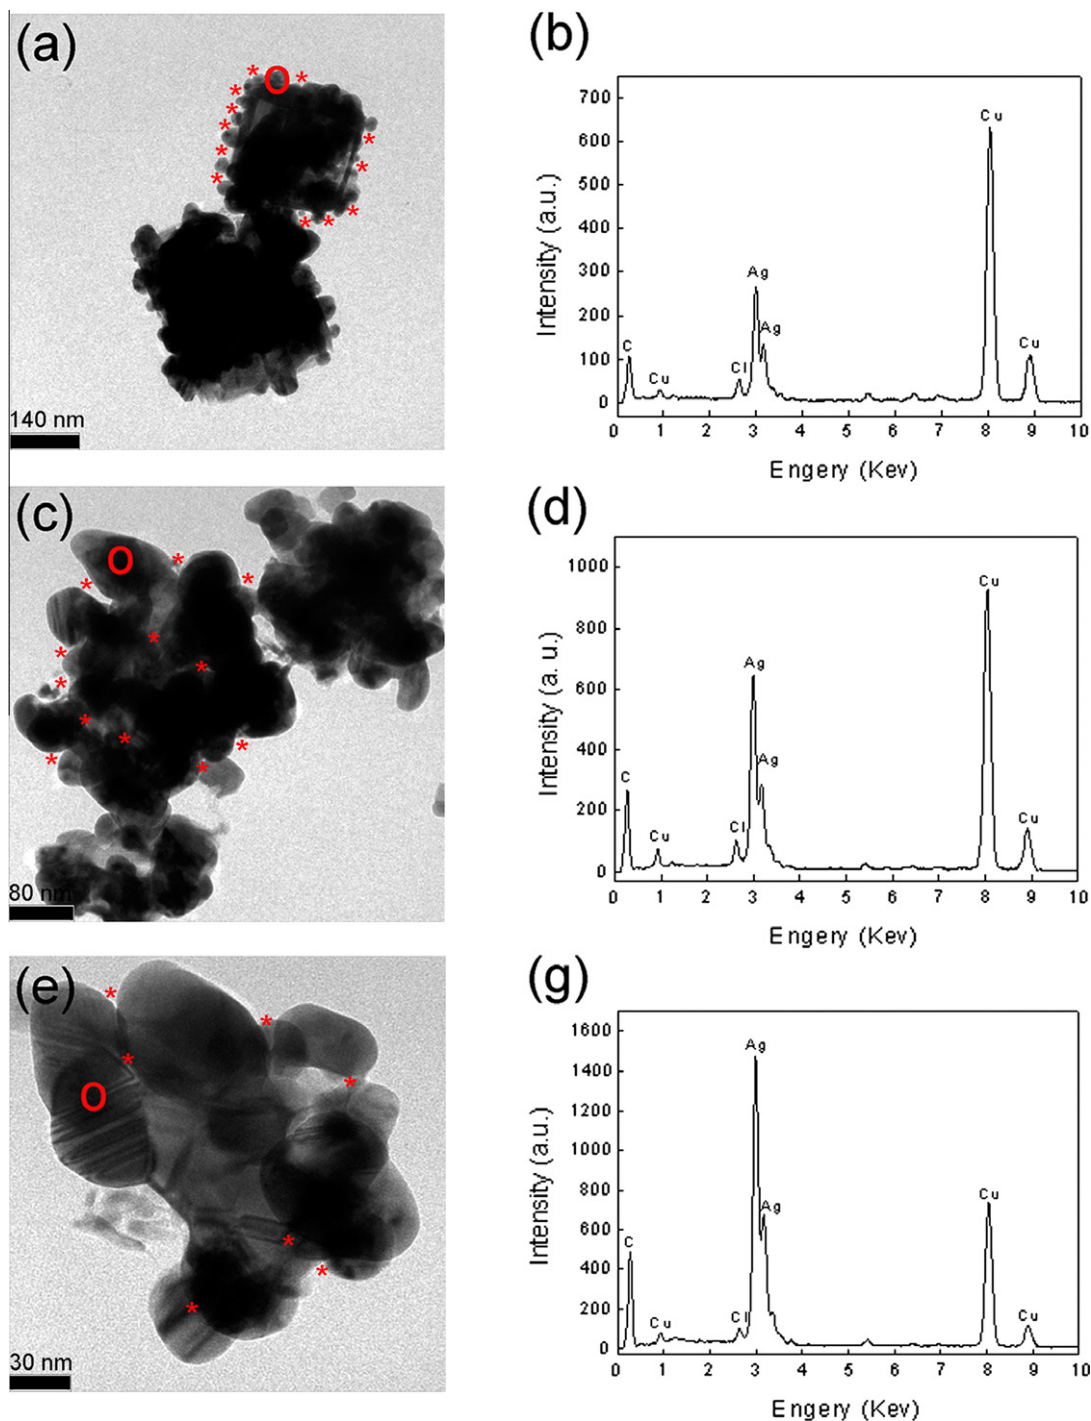 (a)
O
* * * * * * * * * * * * * *
140 nm
(b)
Intensity (a.u.)
700
600
500
400
300
200
100
0
C
Cu
Cl
Ag
Ag
Cu
Cu
0 1 2 3 4 5 6 7 8 9 10
Engery (Kev)
(c)
O
* * * * * * * * * * * * *
80 nm
(d)
Intensity (a. u.)
1000
800
600
400
200
0
C
Cu
Cl
Ag
Ag
Cu
Cu
0 1 2 3 4 5 6 7 8 9 10
Engery (Kev)
(e)
O
* * * * * * *
30 nm
(g)
Intensity (a.u.)
1600
1400
1200
1000
800
600
400
200
0
C
Cu
Cl
Ag
Ag
Cu
Cu
0 1 2 3 4 5 6 7 8 9 10
Engery (Kev)